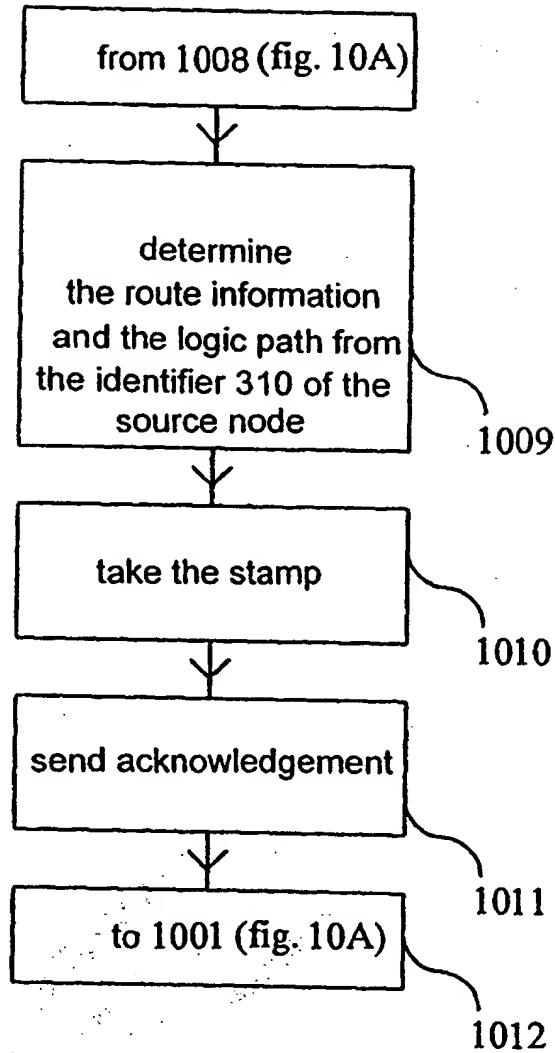 from 1008 (fig. 10A)
determine
the route information
and the logic path from
the identifier 310 of the
source node
1009
take the stamp
1010
send acknowledgement
1011
to 1001 (fig. 10A)
1012